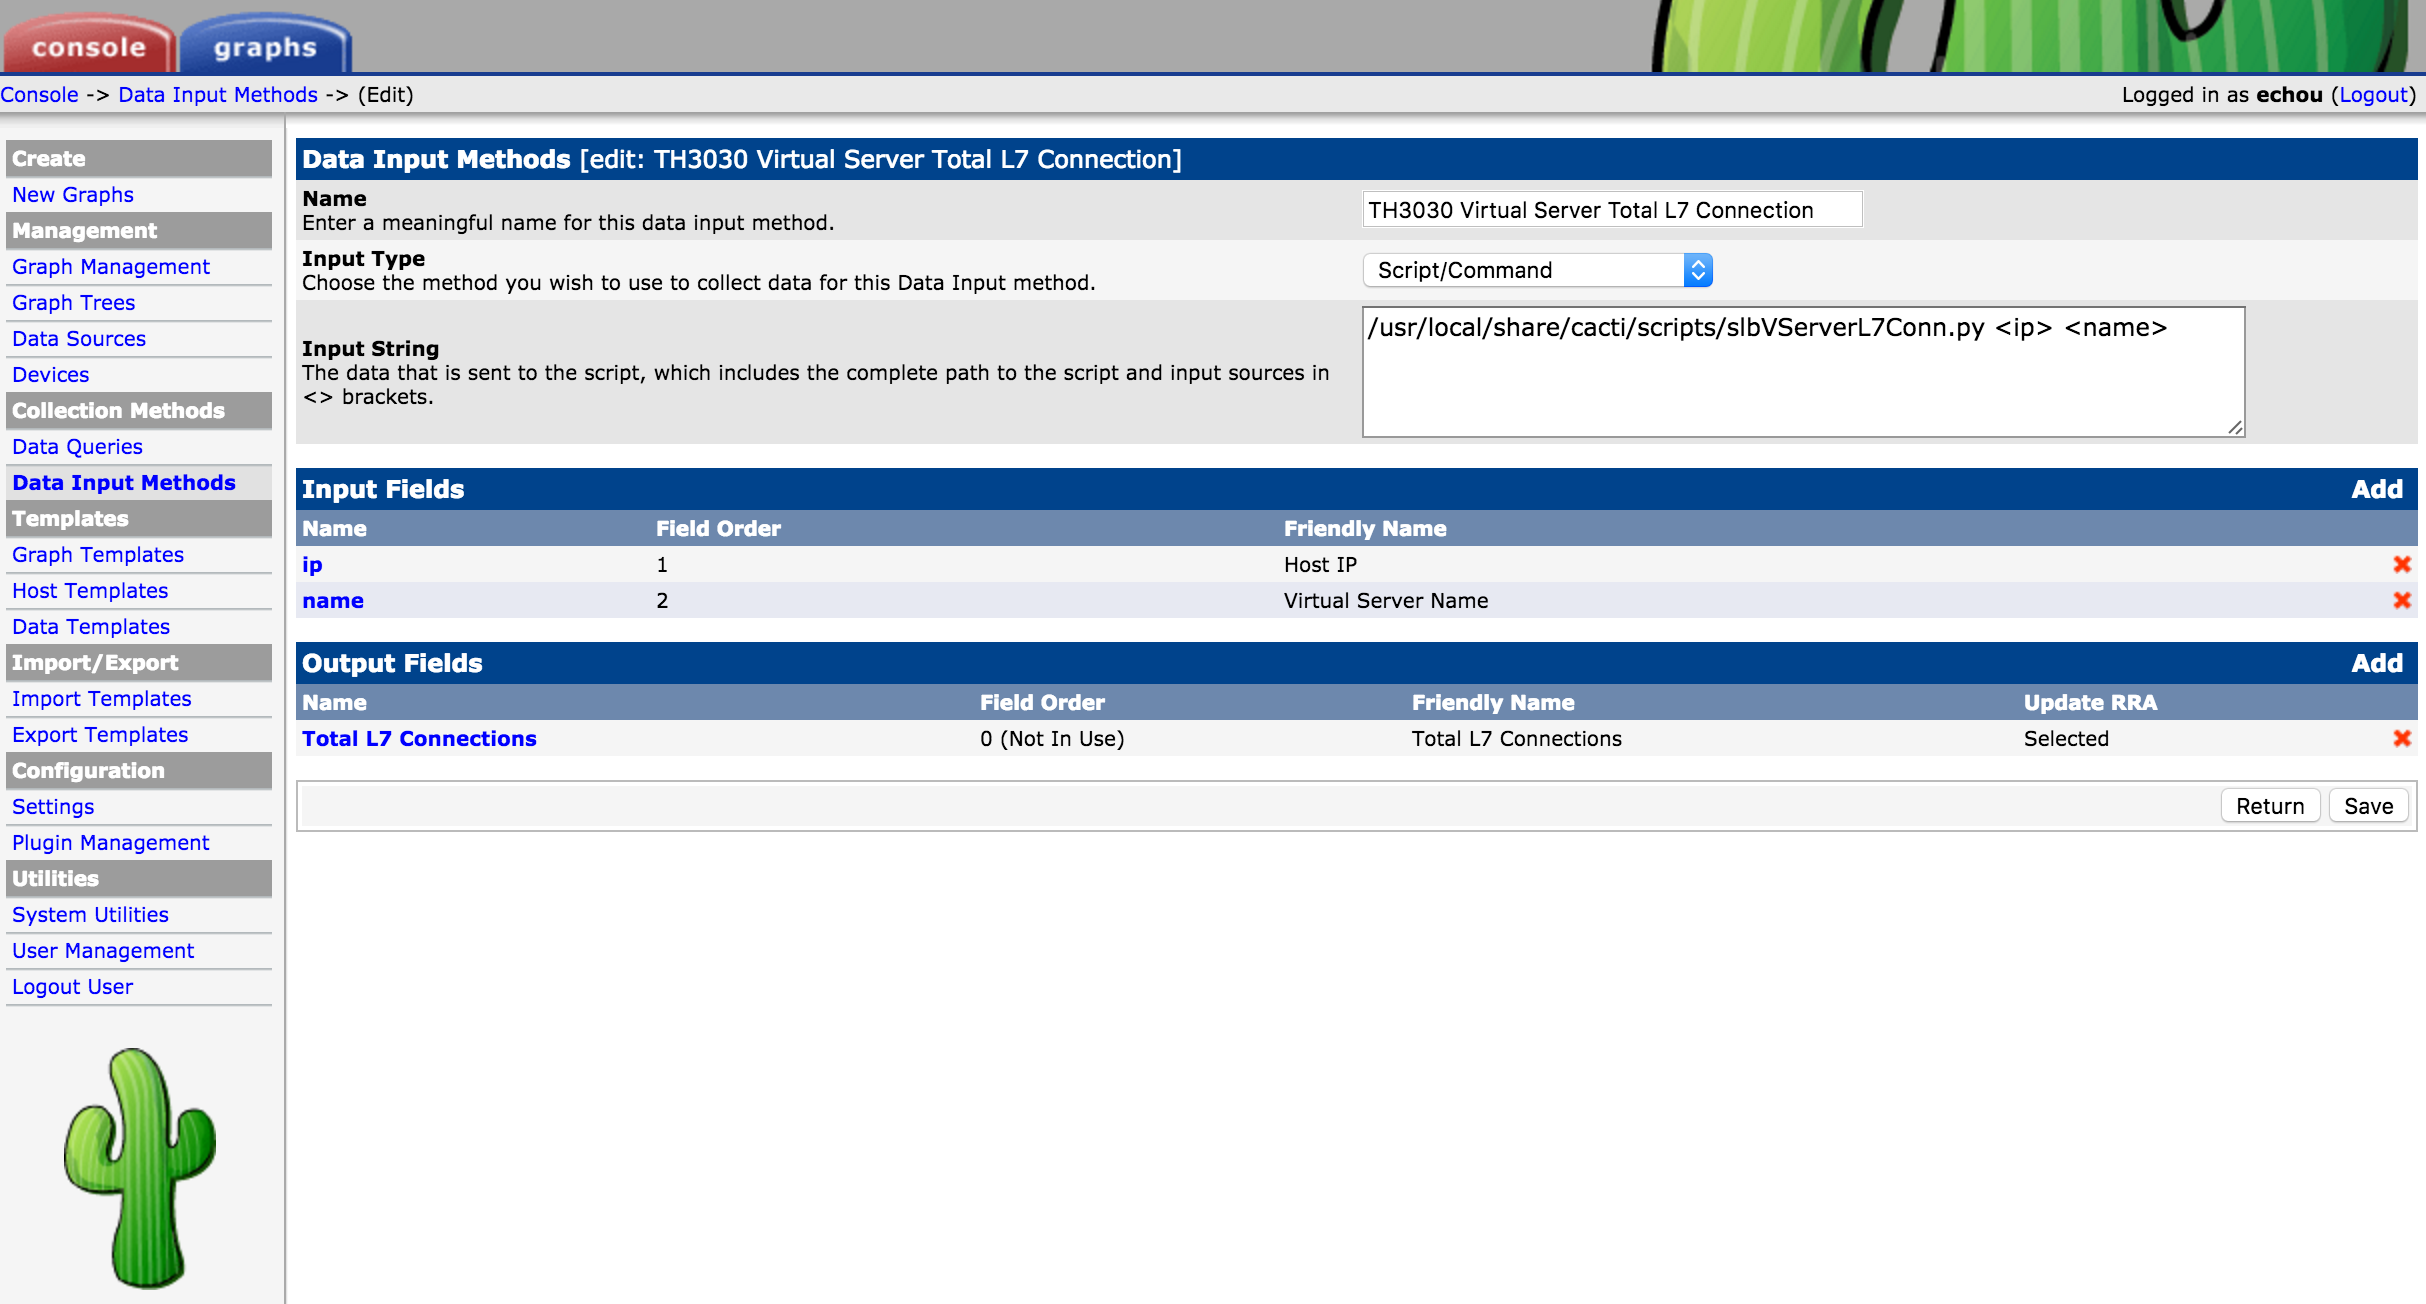 console graphs
Console -> Data Input Methods -> (Edit) Logged in as echou (Logout)
Create
New Graphs
Management
Graph Management
Graph Trees
Data Sources
Devices
Collection Methods
Data Queries
Data Input Methods
Templates
Graph Templates
Host Templates
Data Templates
Import/Export
Import Templates
Export Templates
Configuration
Settings
Plugin Management
Utilities
System Utilities
User Management
Logout User
Data Input Methods [edit: TH3030 Virtual Server Total L7 Connection]
Name
Enter a meaningful name for this data input method.
TH3030 Virtual Server Total L7 Connection
Input Type
Choose the method you wish to use to collect data for this Data Input method.
Script/Command
Input String
The data that is sent to the script, which includes the complete path to the script and input sources in
<> brackets.
/usr/local/share/cacti/scripts/slbVServerL7Conn.py <ip> <name>
Input Fields Add
Name Field Order Friendly Name
ip 1 Host IP
name 2 Virtual Server Name
Output Fields Add
Name Field Order Friendly Name Update RRA
Total L7 Connections 0 (Not In Use) Total L7 Connections Selected
Return Save